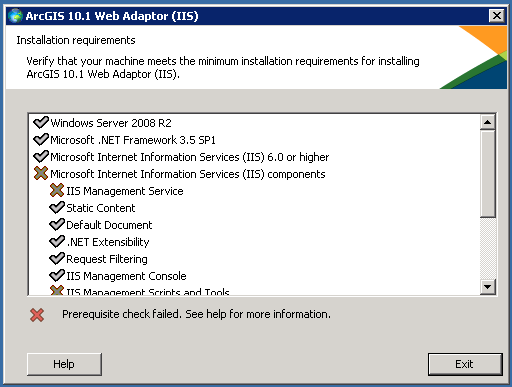 ArcGIS 10.1 Web Adaptor (IIS)
Installation requirements
Verify that your machine meets the minimum installation requirements for installing
ArcGIS 10.1 Web Adaptor (IIS).
Windows Server 2008 R2
Microsoft .NET Framework 3.5 SP1
Microsoft Internet Information Services (IIS) 6.0 or higher
Microsoft Internet Information Services (IIS) components
IIS Management Service
Static Content
Default Document
.NET Extensibility
Request Filtering
IIS Management Console
IIS Management Scripts and Tools
Prerequisite check failed. See help for more information.
Help
Exit